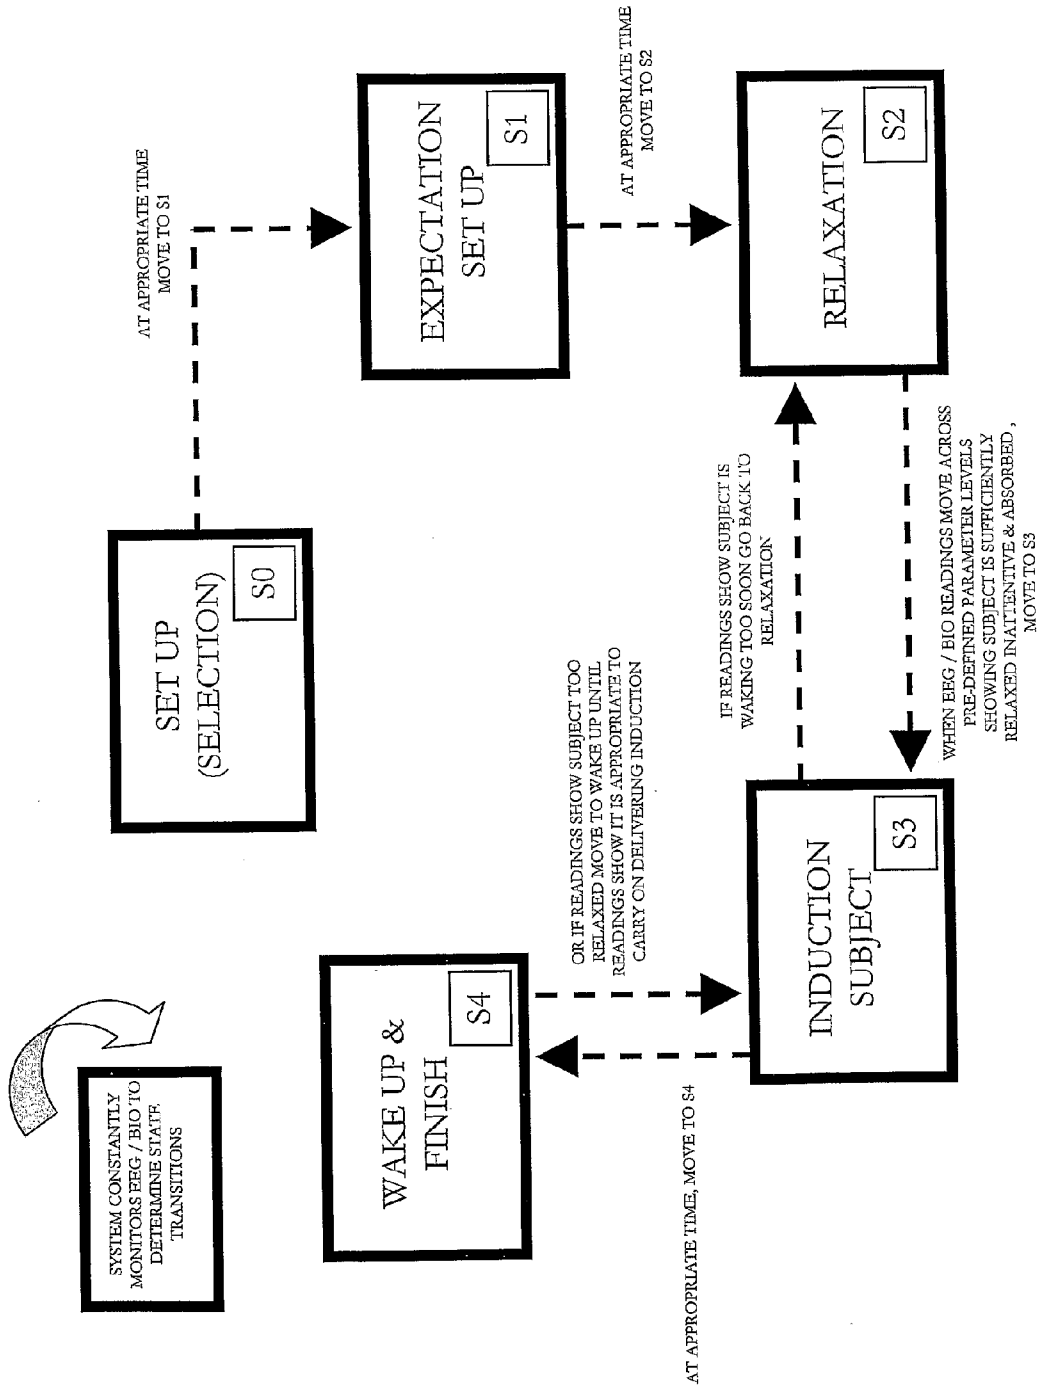 SYSTEM CONSTANTLY
MONITORS EEG / BIO TO
DETERMINE STATE
TRANSITIONS
SET UP
(SELECTION)
S0
AT APPROPRIATE TIME
MOVE TO S1
EXPECTATION
SET UP
S1
AT APPROPRIATE TIME
MOVE TO S2
RELAXATION
S2
WHEN EEG / BIO READINGS MOVE ACROSS
PRE-DEFINED PARAMETER LEVELS
SHOWING SUBJECT IS SUFFICIENTLY
RELAXED INATTENTIVE & ABSORBED,
MOVE TO S3
IF READINGS SHOW SUBJECT IS
WAKING TOO SOON GO BACK TO
RELAXATION
INDUCTION
SUBJECT
S3
OR IF READINGS SHOW SUBJECT TOO
RELAXED MOVE TO WAKE UP UNTIL
READINGS SHOW IT IS APPROPRIATE TO
CARRY ON DELIVERING INDUCTION
AT APPROPRIATE TIME, MOVE TO S4
WAKE UP &
FINISH
S4